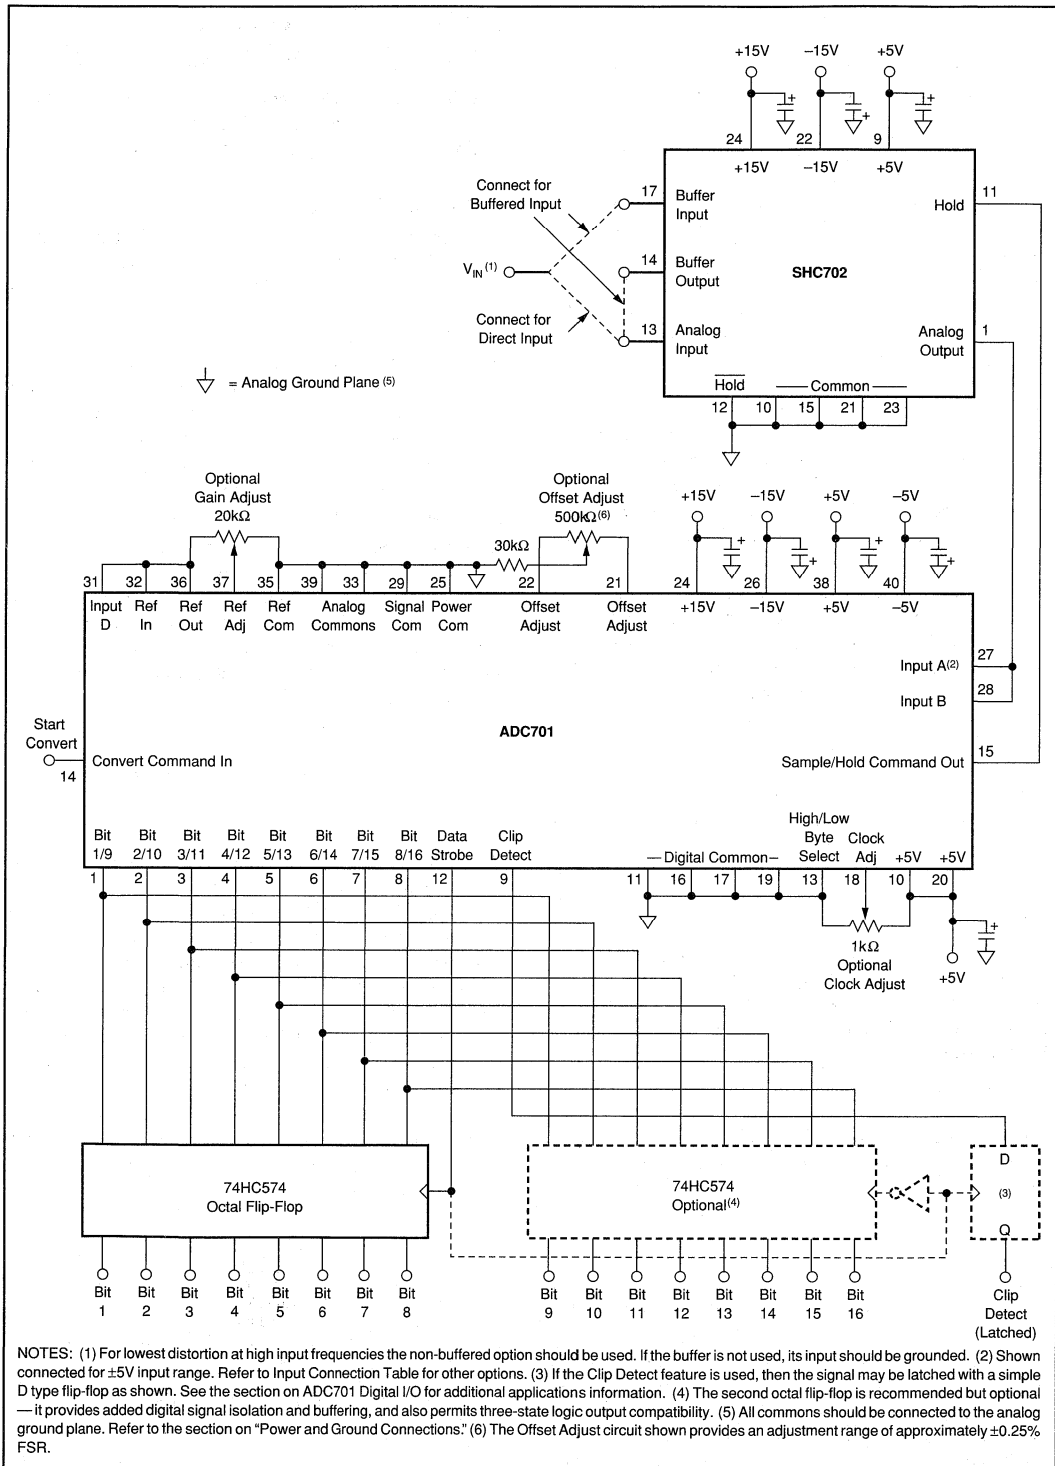 +15V –15V +5V
24 22 9
+15V –15V +5V
Connect for
Buffered Input
17 Buffer
Input
Hold 11
VIN (1)
14 Buffer
Output
SHC702
Connect for
Direct Input
13 Analog
Input
Analog
Output 1
= Analog Ground Plane (5)
Hold Common
12 10 15 21 23
Optional
Gain Adjust
20kΩ
Optional
Offset Adjust
500kΩ(6)
30kΩ
+15V –15V +5V –5V
31 32 36 37 35 39 33 29 25 22 21 24 26 38 40
Input
D
Ref
In
Ref
Out
Ref
Adj
Ref
Com
Analog
Commons
Signal
Com
Power
Com
Offset
Adjust
Offset
Adjust
+15V –15V +5V –5V
Input A(2) 27
Input B 28
Start
Convert
14
ADC701
Convert Command In
Sample/Hold Command Out 15
Bit
1/9
Bit
2/10
Bit
3/11
Bit
4/12
Bit
5/13
Bit
6/14
Bit
7/15
Bit
8/16
Data
Strobe
Clip
Detect
Digital Common
High/Low
Byte
Select
Clock
Adj
+5V +5V
1 2 3 4 5 6 7 8 12 9 11 16 17 19 13 18 10 20
1kΩ
Optional
Clock Adjust
+5V
74HC574
Octal Flip-Flop
74HC574
Optional(4)
D
(3)
Q
Bit
1
Bit
2
Bit
3
Bit
4
Bit
5
Bit
6
Bit
7
Bit
8
Bit
9
Bit
10
Bit
11
Bit
12
Bit
13
Bit
14
Bit
15
Bit
16
Clip
Detect
(Latched)
NOTES: (1) For lowest distortion at high input frequencies the non-buffered option should be used. If the buffer is not used, its input should be grounded. (2) Shown
connected for ±5V input range. Refer to Input Connection Table for other options. (3) If the Clip Detect feature is used, then the signal may be latched with a simple
D type flip-flop as shown. See the section on ADC701 Digital I/O for additional applications information. (4) The second octal flip-flop is recommended but optional
— it provides added digital signal isolation and buffering, and also permits three-state logic output compatibility. (5) All commons should be connected to the analog
ground plane. Refer to the section on “Power and Ground Connections.” (6) The Offset Adjust circuit shown provides an adjustment range of approximately ±0.25%
FSR.